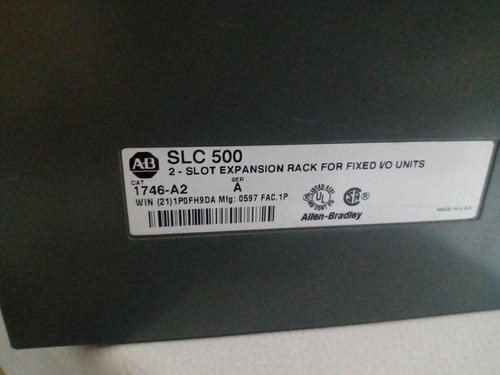 A-B SLC 500
2 - SLOT EXPANSION RACK FOR FIXED I/O UNITS
CAT SER
1746-A2 A
WIN (21)1P0FH9DA Mfg: 0597 FAC.1P
Allen-Bradley
MADE IN U.S.A.